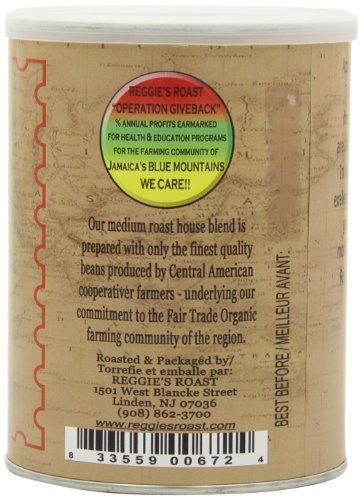 REGGIE'S ROAST
"OPERATION GIVEBACK"
% ANNUAL PROFITS EARMARKED
FOR HEALTH & EDUCATION PROGRAMS
FOR THE FARMING COMMUNITY OF
JAMAICA'S BLUE MOUNTAINS
WE CARE!!
Our medium roast house blend is
prepared with only the finest quality
beans produced by Central American
cooperativer farmers - underlying our
commitment to the Fair Trade Organic
farming community of the region.
Roasted & Packaged by/
Torrefie et emballe par:
REGGIE'S ROAST
1501 West Blancke Street
Linden, NJ 07036
(908) 862-3700
www.reggiesroast.com
8 33559 00672 4
BEST BEFORE / MEILLEUR AVANT: